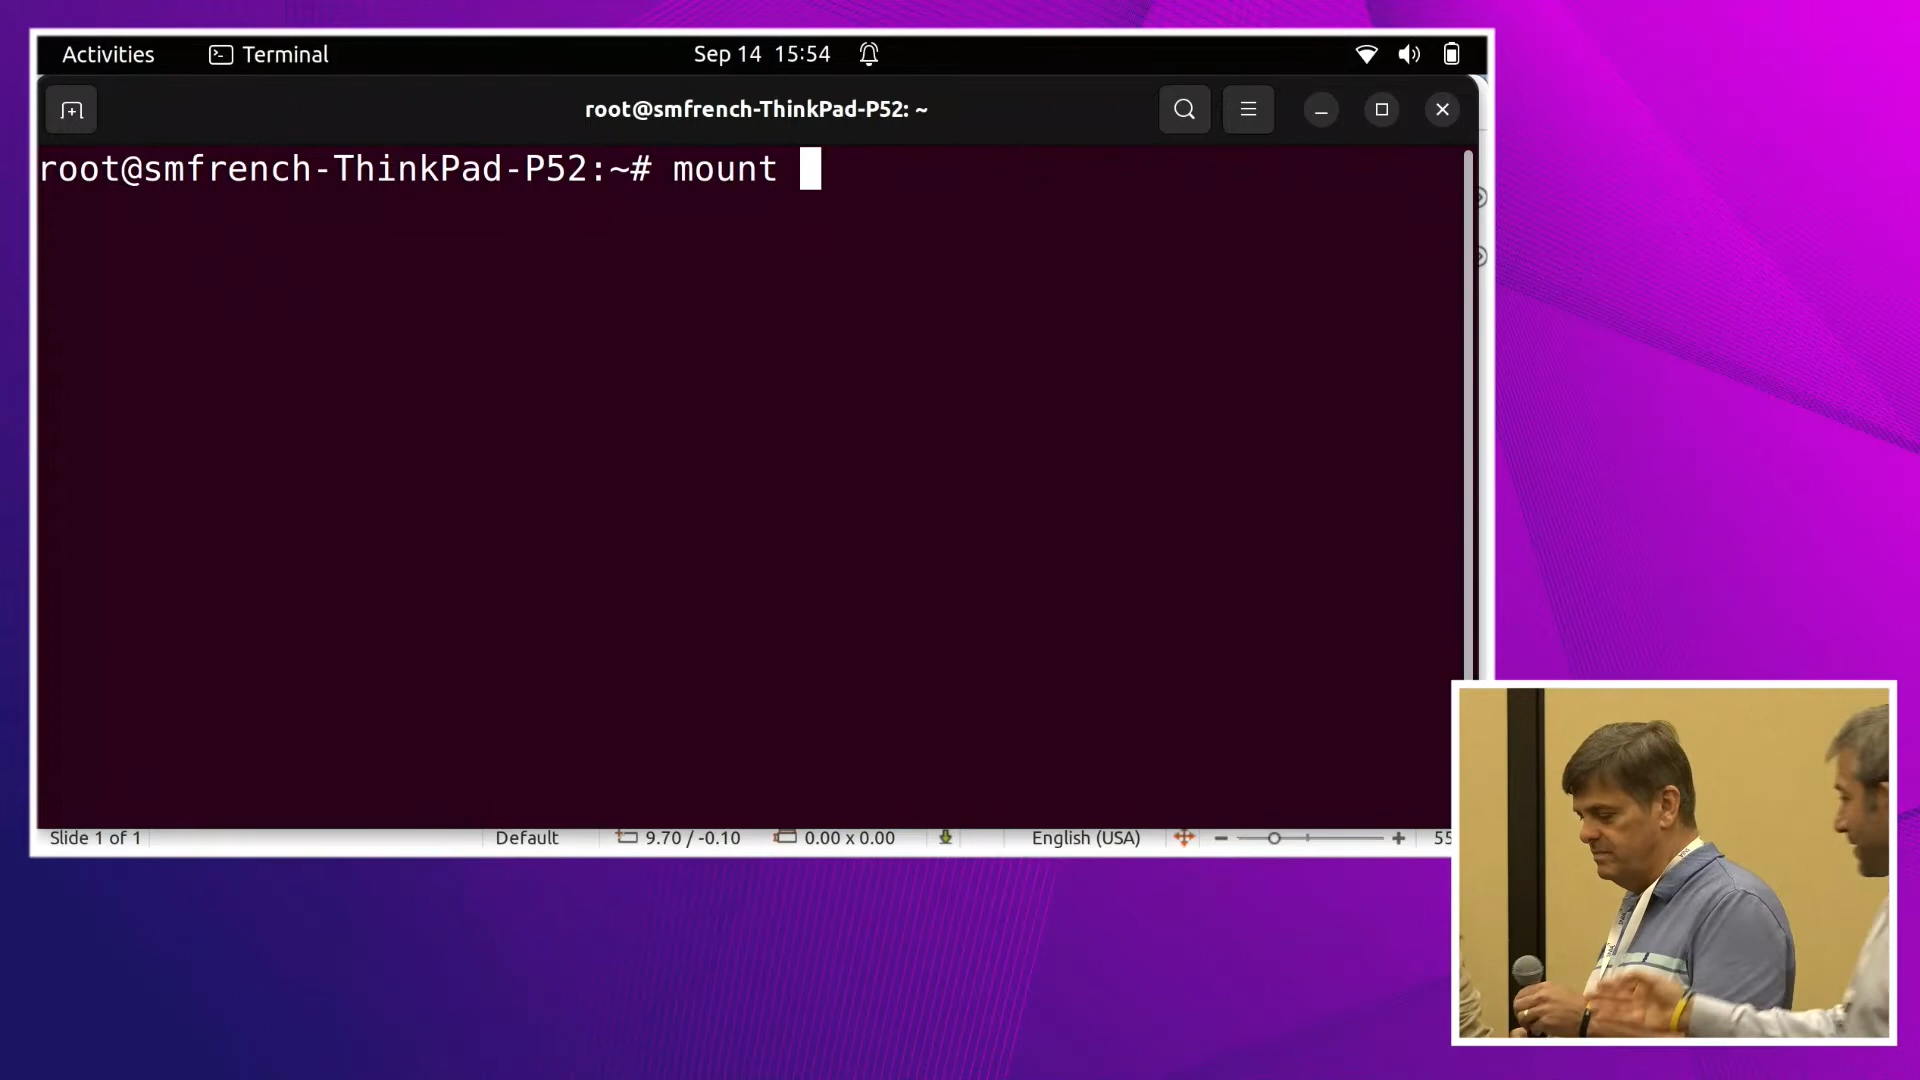 Activities
Terminal
Sep 14 15:54
root@smfrench-ThinkPad-P52: ~
root@smfrench-ThinkPad-P52:~# mount
Slide 1 of 1
Default
9.70 / -0.10
0.00 x 0.00
English (USA)
55